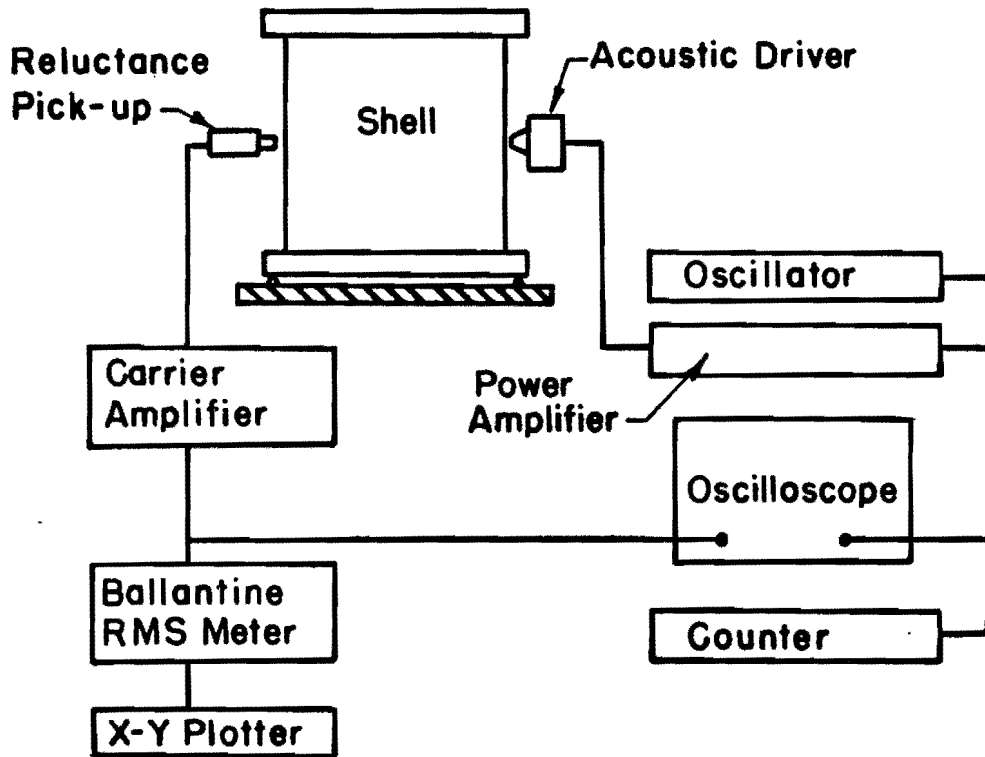 Reluctance
Pick-up
Shell
Acoustic Driver
Oscillator
Power
Amplifier
Carrier
Amplifier
Oscilloscope
Ballantine
RMS Meter
Counter
X-Y Plotter